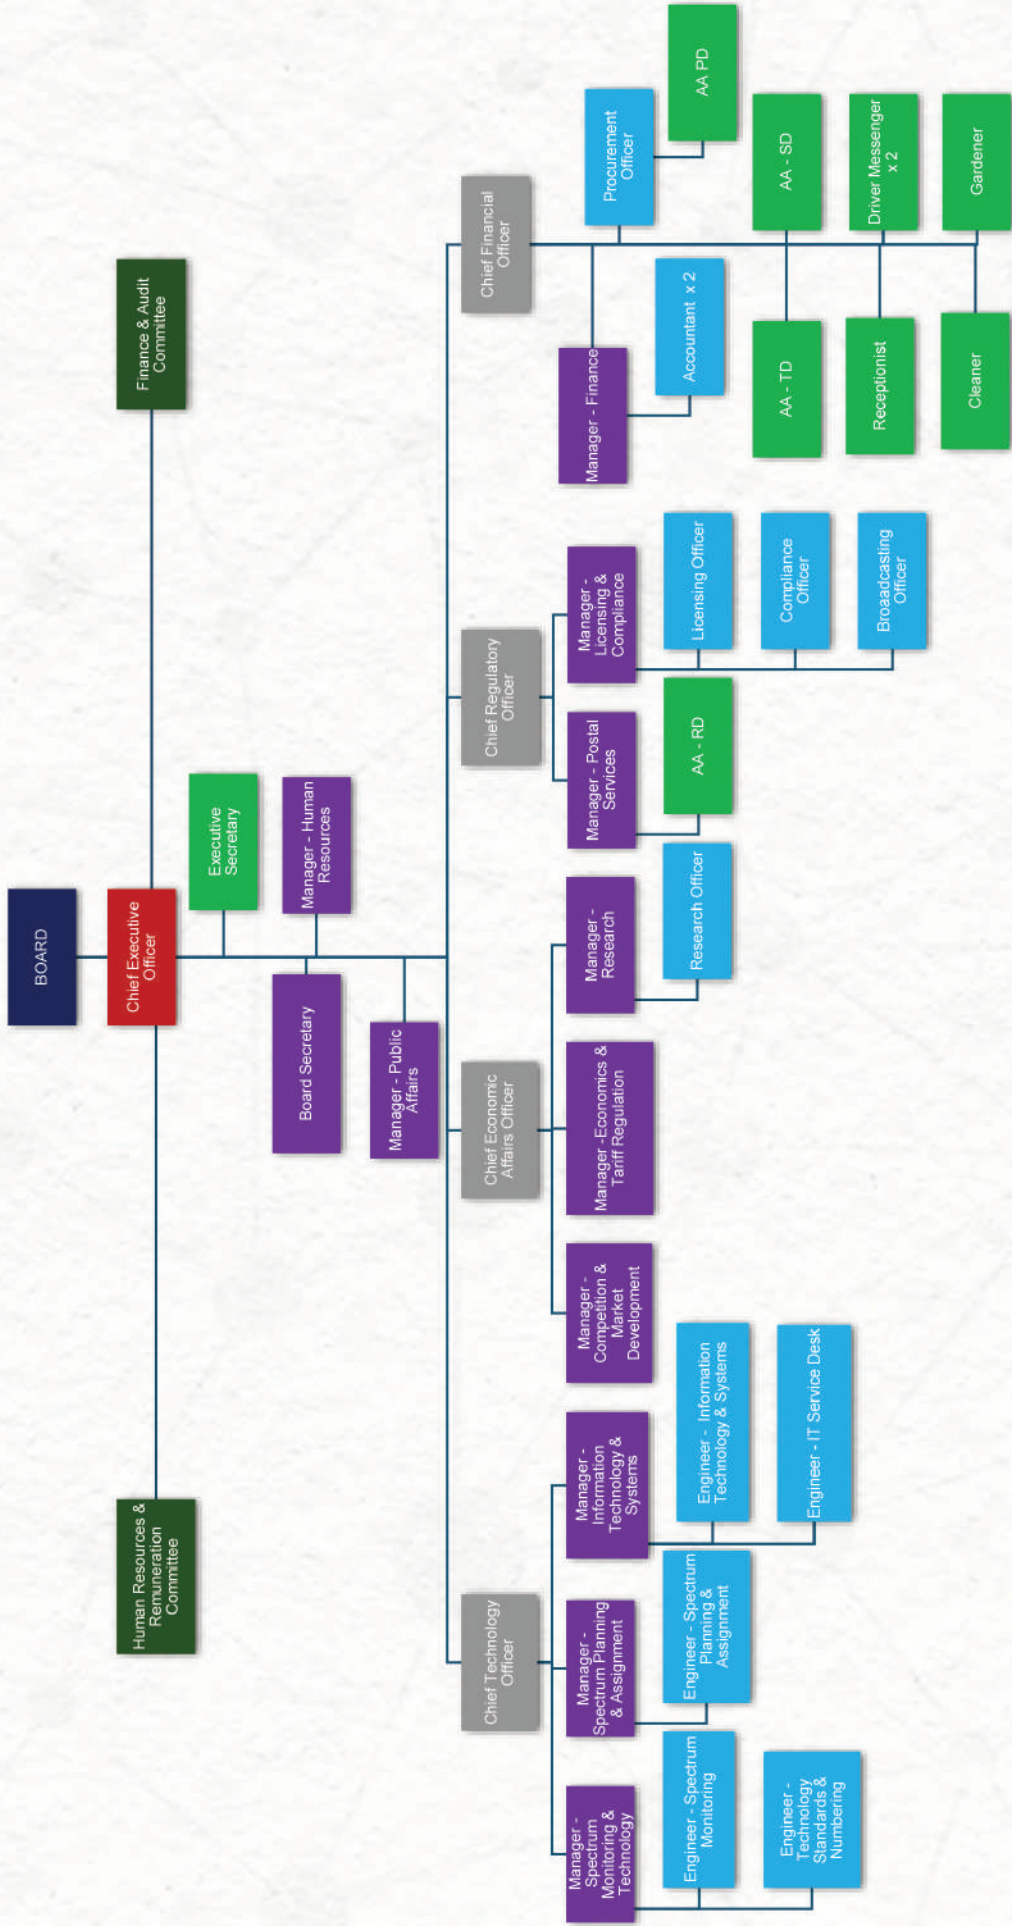 BOARD
Human Resources &
Remuneration
Committee
Chief Executive
Officer
Finance & Audit
Committee
Executive
Secretary
Board Secretary
Manager - Human
Resources
Manager - Public
Affairs
Chief Technology
Officer
Chief Economic
Affairs Officer
Chief Regulatory
Officer
Chief Financial
Officer
Manager -
Spectrum
Monitoring &
Technology
Engineer - Spectrum
Monitoring
Engineer -
Technology
Standards &
Numbering
Manager -
Spectrum Planning
& Assignment
Engineer - Spectrum
Planning &
Assignment
Manager -
Information
Technology &
Systems
Engineer - Information
Technology & Systems
Engineer - IT Service Desk
Manager -
Competition &
Market
Development
Manager -Economics &
Tariff Regulation
Manager -
Research
Research Officer
Manager - Postal
Services
AA - RD
Manager -
Licensing &
Compliance
Licensing Officer
Compliance
Officer
Broaadcasting
Officer
Manager - Finance
Accountant x 2
Procurement
Officer
AA PD
AA - TD
AA - SD
Receptionist
Driver Messenger
x 2
Cleaner
Gardener